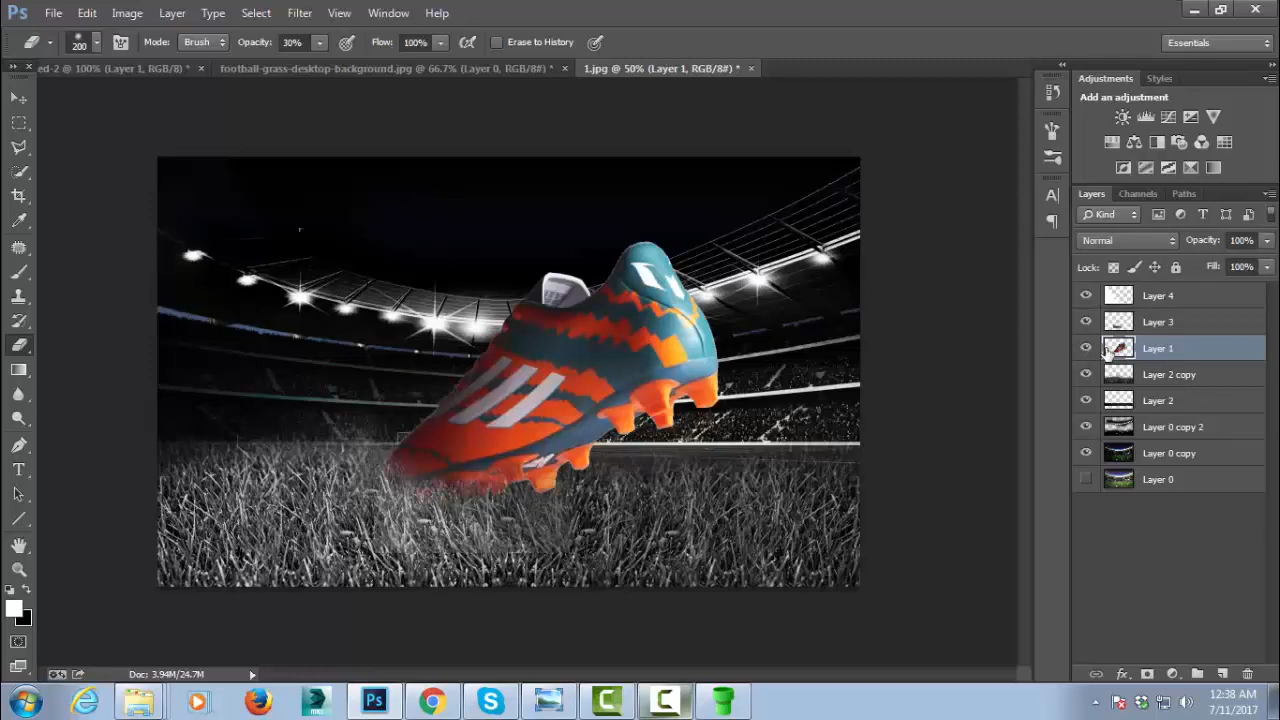 Ps File Edit Image Layer Type Select Filter View Window Help
200 Mode: Brush Opacity: 30% Flow: 100% Erase to History Essentials
ed-2 @ 100% (Layer 1, RGB/8) * × football-grass-desktop-background.jpg @ 66.7% (Layer 0, RGB/8#) * × 1.jpg @ 50% (Layer 1, RGB/8#) * ×
Adjustments Styles
Add an adjustment
Layers Channels Paths
Kind
Normal Opacity: 100%
Lock: Fill: 100%
Layer 4
Layer 3
Layer 1
Layer 2 copy
Layer 2
Layer 0 copy 2
Layer 0 copy
Layer 0
Doc: 3.94M/24.7M
12:38 AM
7/11/2017